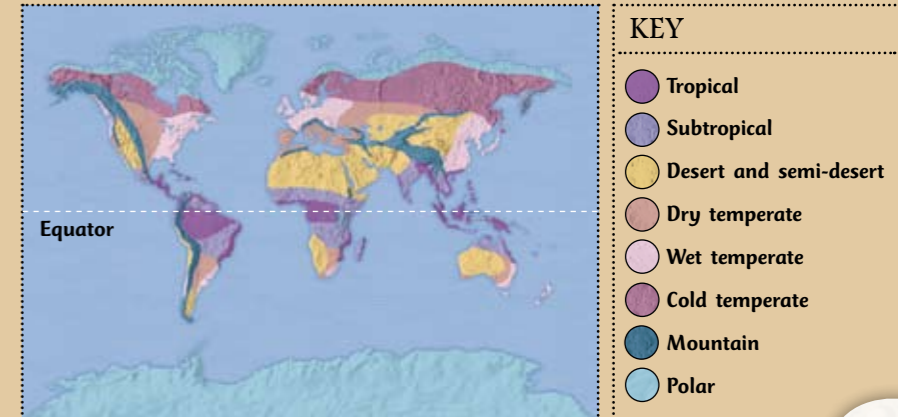 Equator
KEY
Tropical
Subtropical
Desert and semi-desert
Dry temperate
Wet temperate
Cold temperate
Mountain
Polar